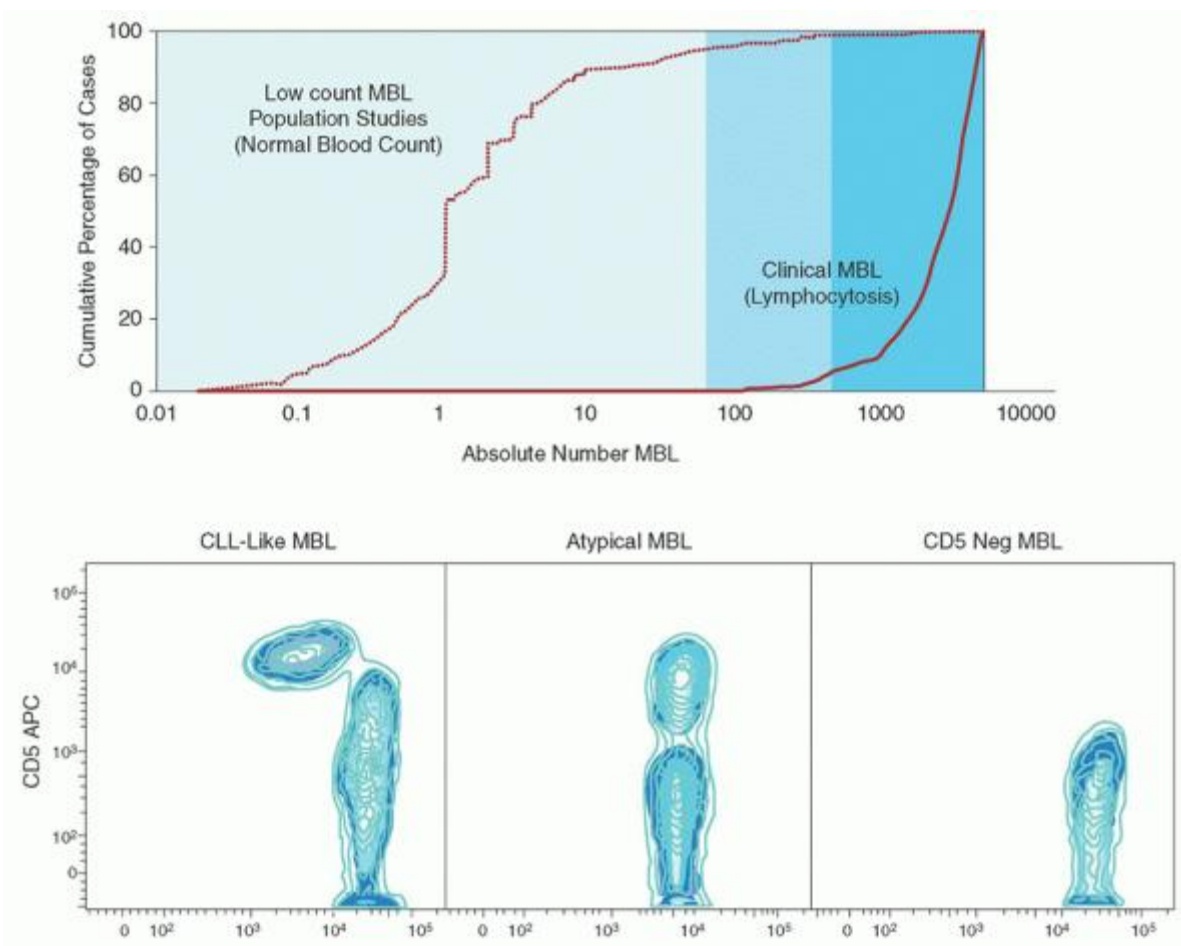 100
80
60
40
20
0
Cumulative Percentage of Cases
Low count MBL
Population Studies
(Normal Blood Count)
Clinical MBL
(Lymphocytosis)
0.01 0.1 1 10 100 1000 10000
Absolute Number MBL
CLL-Like MBL Atypical MBL CD5 Neg MBL
CD5 APC
10⁵
10⁴
10³
10²
0
0 10² 10³ 10⁴ 10⁵ 0 10² 10³ 10⁴ 10⁵ 0 10² 10³ 10⁴ 10⁵